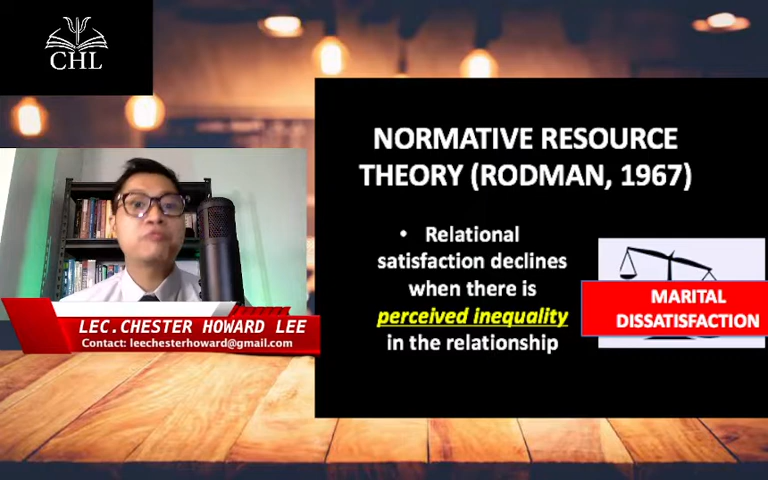 CHL
NORMATIVE RESOURCE
THEORY (RODMAN, 1967)
• Relational
satisfaction declines
when there is
perceived inequality
in the relationship
MARITAL
DISSATISFACTION
LEC.CHESTER HOWARD LEE
Contact: leechesterhoward@gmail.com